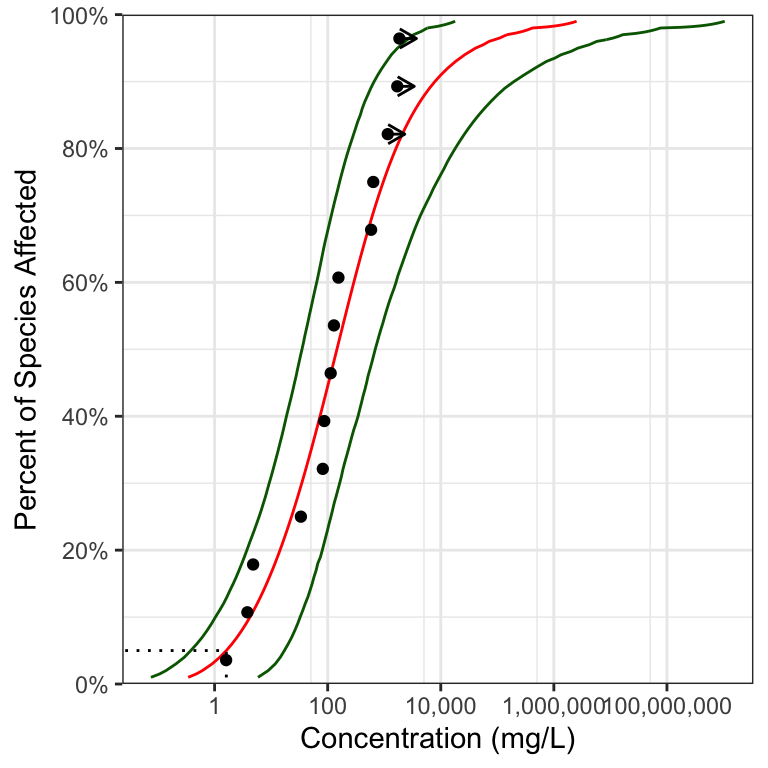 100%
80%
60%
40%
20%
0%
Percent of Species Affected
1 100 10,000 1,000,000 100,000,000
Concentration (mg/L)